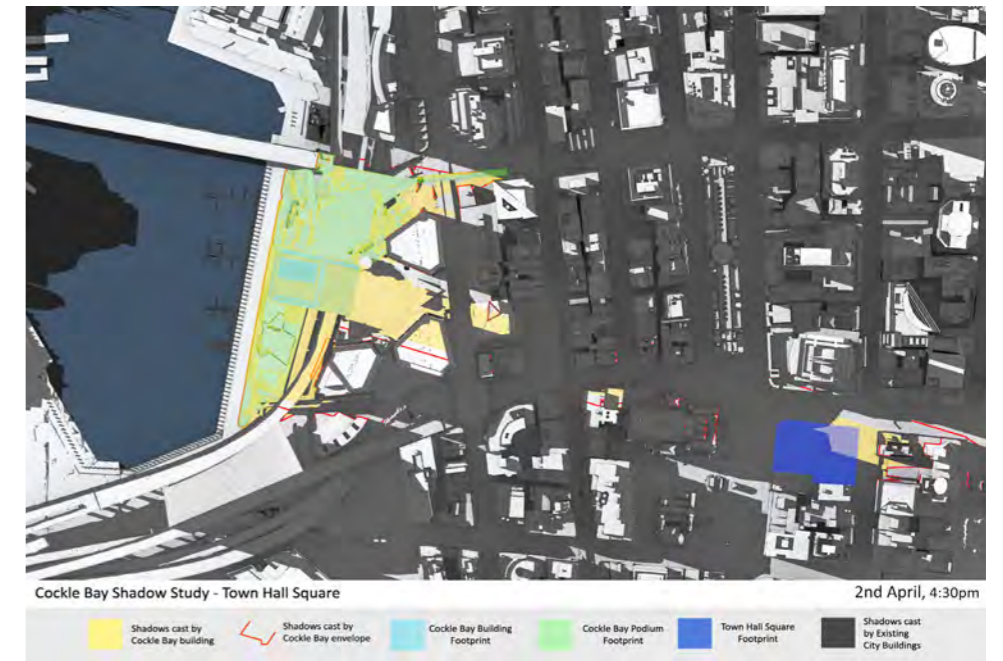 Cockle Bay Shadow Study - Town Hall Square
2nd April, 4:30pm
Shadows cast by
Cockle Bay building
Shadows cast by
Cockle Bay envelope
Cockle Bay Building
Footprint
Cockle Bay Podium
Footprint
Town Hall Square
Footprint
Shadows cast
by Existing
City Buildings